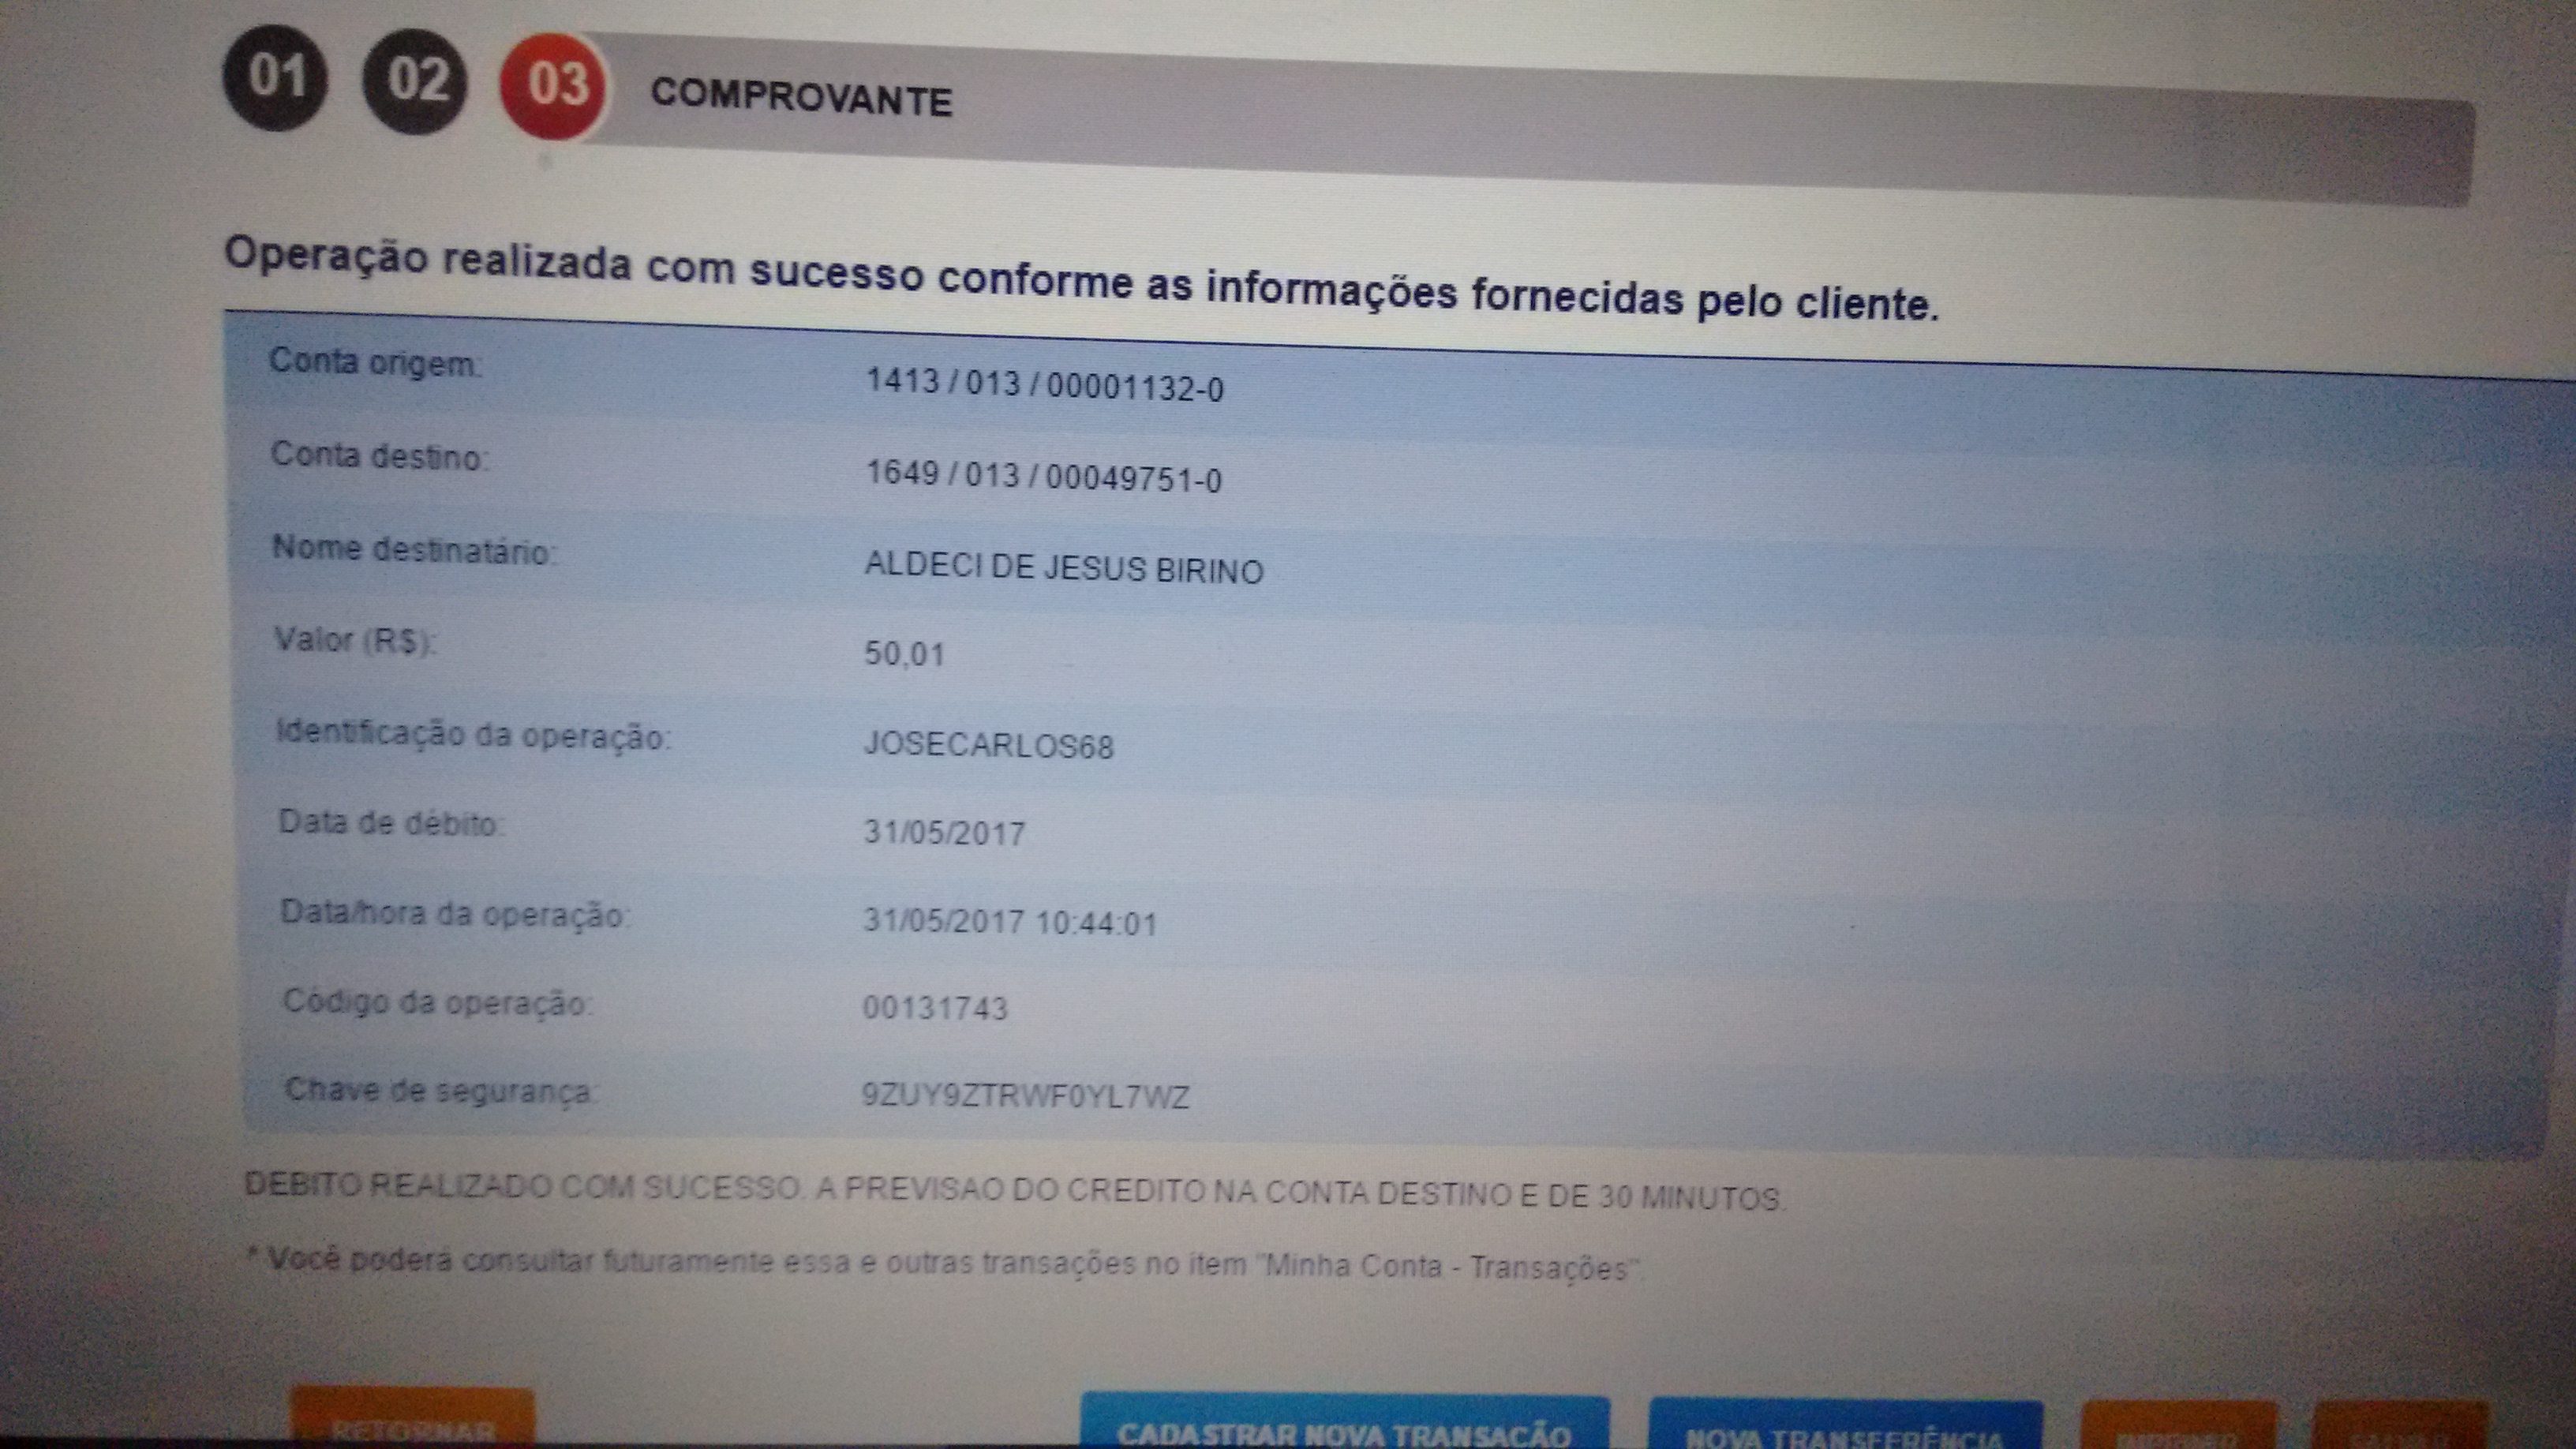 01 02 03 COMPROVANTE
Operação realizada com sucesso conforme as informações fornecidas pelo cliente.
Conta origem: 1413 / 013 / 00001132-0
Conta destino: 1649 / 013 / 00049751-0
Nome destinatário: ALDECI DE JESUS BIRINO
Valor (R$): 50,01
Identificação da operação: JOSECARLOS68
Data de débito: 31/05/2017
Data/hora da operação: 31/05/2017 10:44:01
Código da operação: 00131743
Chave de segurança: 9ZUY9ZTRWF0YL7WZ
DEBITO REALIZADO COM SUCESSO. A PREVISAO DO CREDITO NA CONTA DESTINO E DE 30 MINUTOS.
* Você poderá consultar futuramente essa e outras transações no item "Minha Conta - Transações".
RETORNAR CADASTRAR NOVA TRANSAÇÃO NOVA TRANSFERÊNCIA